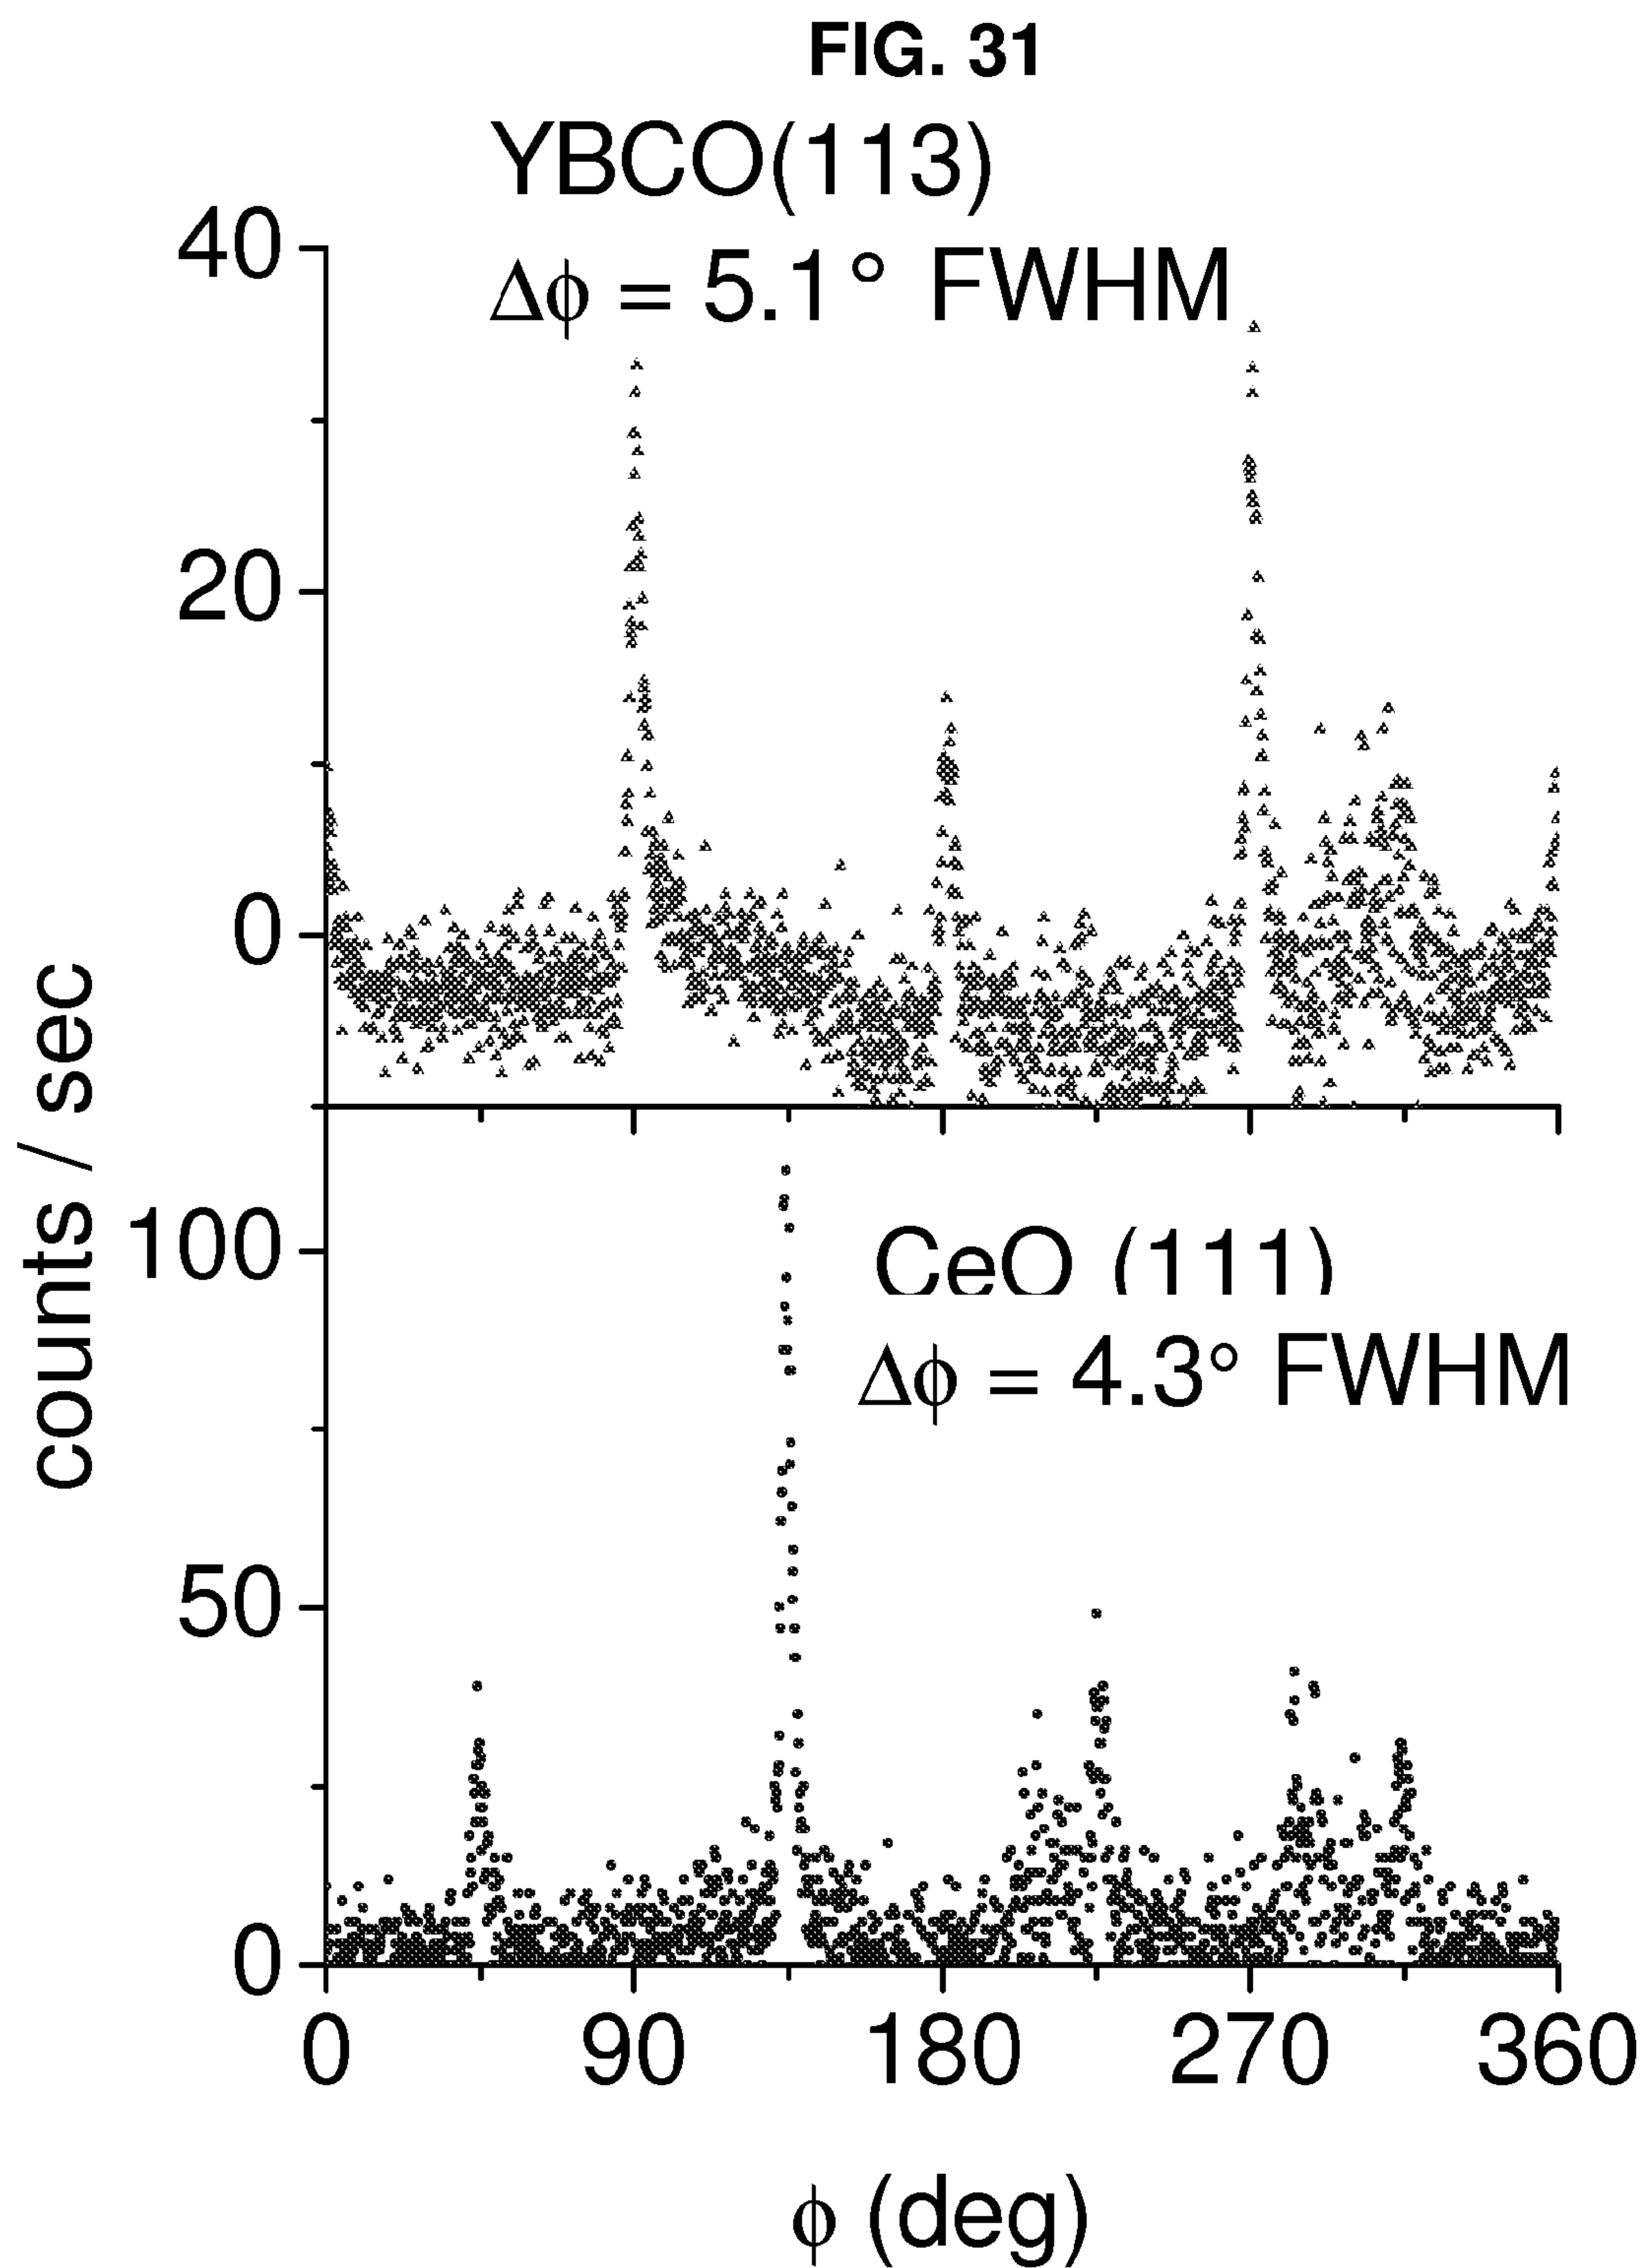 FIG. 31
YBCO(113)
Δϕ = 5.1° FWHM
40
20
0
counts / sec
100
CeO (111)
Δϕ = 4.3° FWHM
50
0
0 90 180 270 360
ϕ (deg)